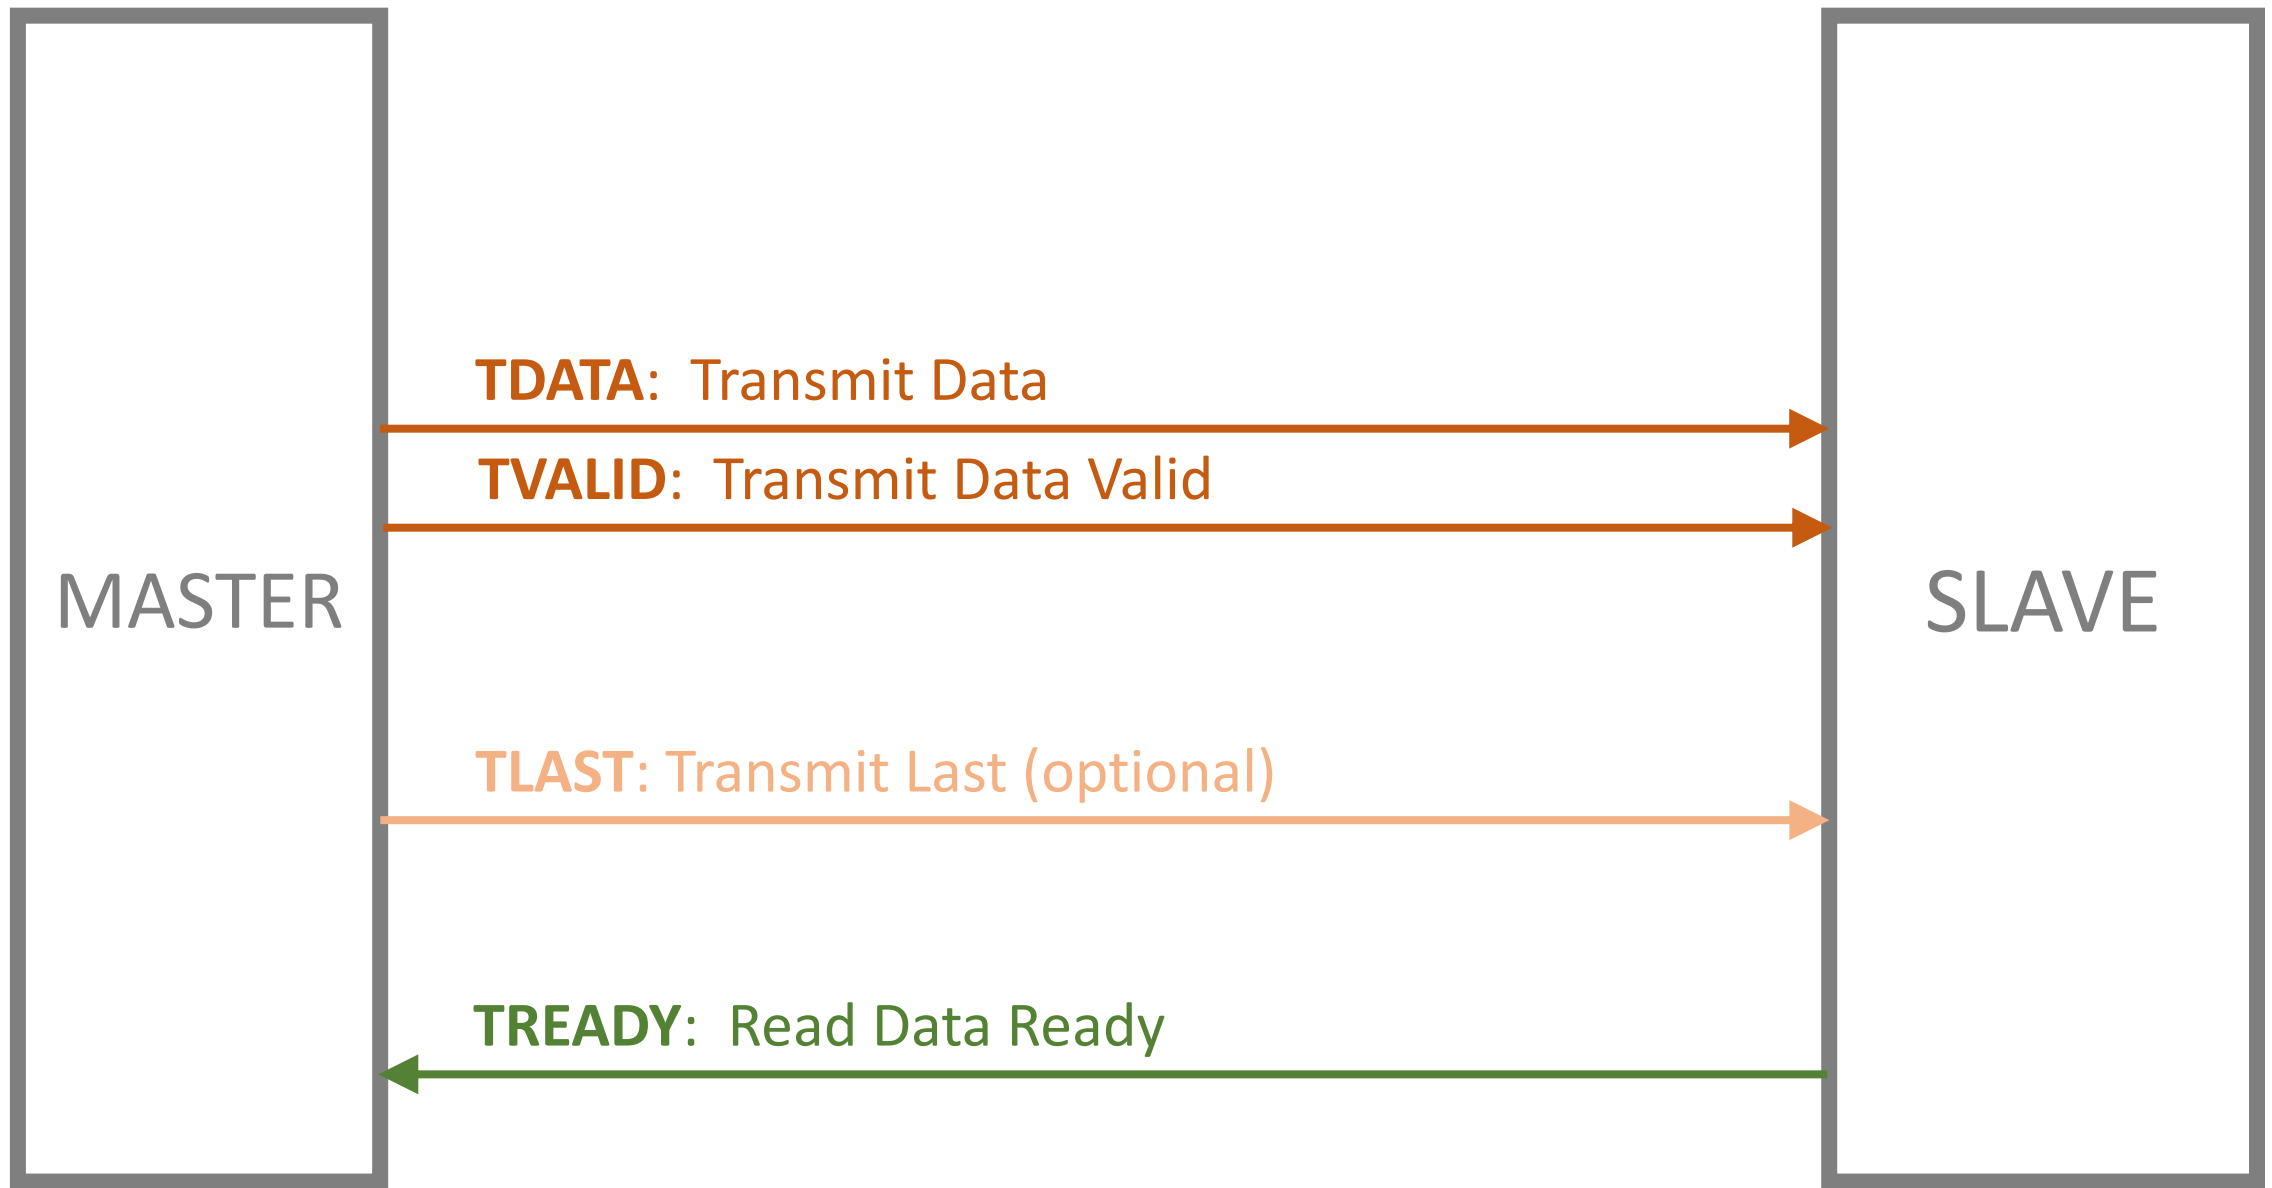 TDATA: Transmit Data
TVALID: Transmit Data Valid
MASTER
SLAVE
TLAST: Transmit Last (optional)
TREADY: Read Data Ready